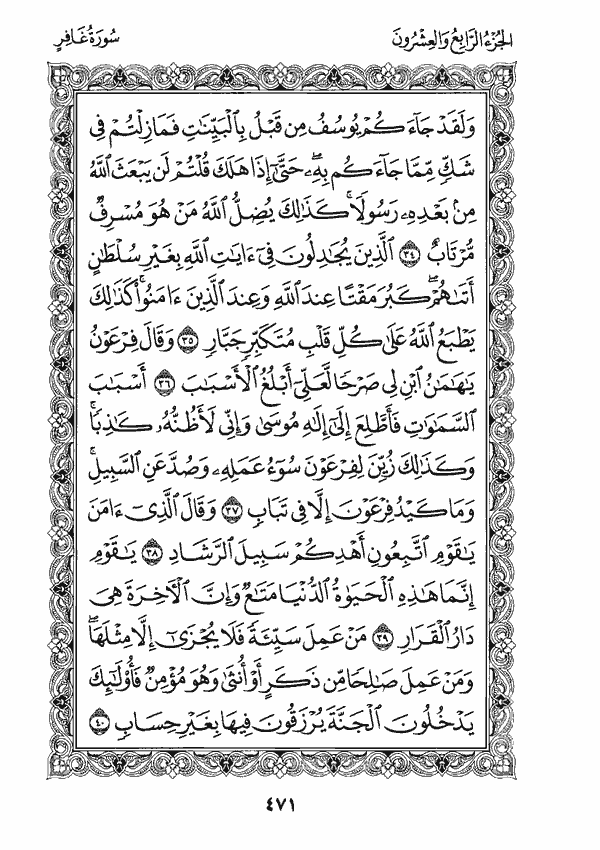 الجُزْءُ الرَّابِعُ وَالعِشْرُونَ
سُورَةُ غَافِرٍ
وَلَقَدْ جَآءَكُمْ يُوسُفُ مِن قَبْلُ بِٱلْبَيِّنَٰتِ فَمَا زِلْتُمْ فِى
شَكٍّ مِّمَّا جَآءَكُم بِهِۦۖ حَتَّىٰٓ إِذَا هَلَكَ قُلْتُمْ لَن يَبْعَثَ ٱللَّهُ
مِنۢ بَعْدِهِۦ رَسُولًاۚ كَذَٰلِكَ يُضِلُّ ٱللَّهُ مَنْ هُوَ مُسْرِفٌ
مُّرْتَابٌ ٣٤ ٱلَّذِينَ يُجَٰدِلُونَ فِىٓ ءَايَٰتِ ٱللَّهِ بِغَيْرِ سُلْطَٰنٍ
أَتَىٰهُمْۖ كَبُرَ مَقْتًا عِندَ ٱللَّهِ وَعِندَ ٱلَّذِينَ ءَامَنُوا۟ۚ كَذَٰلِكَ
يَطْبَعُ ٱللَّهُ عَلَىٰ كُلِّ قَلْبِ مُتَكَبِّرٍ جَبَّارٍ ٣٥ وَقَالَ فِرْعَوْنُ
يَٰهَٰمَٰنُ ٱبْنِ لِى صَرْحًا لَّعَلِّىٓ أَبْلُغُ ٱلْأَسْبَٰبَ ٣٦ أَسْبَٰبَ
ٱلسَّمَٰوَٰتِ فَأَطَّلِعَ إِلَىٰٓ إِلَٰهِ مُوسَىٰ وَإِنِّى لَأَظُنُّهُۥ كَٰذِبًاۚ
وَكَذَٰلِكَ زُيِّنَ لِفِرْعَوْنَ سُوٓءُ عَمَلِهِۦ وَصُدَّ عَنِ ٱلسَّبِيلِۚ
وَمَا كَيْدُ فِرْعَوْنَ إِلَّا فِى تَبَابٍ ٣٧ وَقَالَ ٱلَّذِىٓ ءَامَنَ
يَٰقَوْمِ ٱتَّبِعُونِ أَهْدِكُمْ سَبِيلَ ٱلرَّشَادِ ٣٨ يَٰقَوْمِ
إِنَّمَا هَٰذِهِ ٱلْحَيَوٰةُ ٱلدُّنْيَا مَتَٰعٌ وَإِنَّ ٱلْءَاخِرَةَ هِىَ
دَارُ ٱلْقَرَارِ ٣٩ مَنْ عَمِلَ سَيِّئَةً فَلَا يُجْزَىٰٓ إِلَّا مِثْلَهَاۖ
وَمَنْ عَمِلَ صَٰلِحًا مِّن ذَكَرٍ أَوْ أُنثَىٰ وَهُوَ مُؤْمِنٌ فَأُو۟لَٰٓئِكَ
يَدْخُلُونَ ٱلْجَنَّةَ يُرْزَقُونَ فِيهَا بِغَيْرِ حِسَابٍ ٤٠
٤٧١